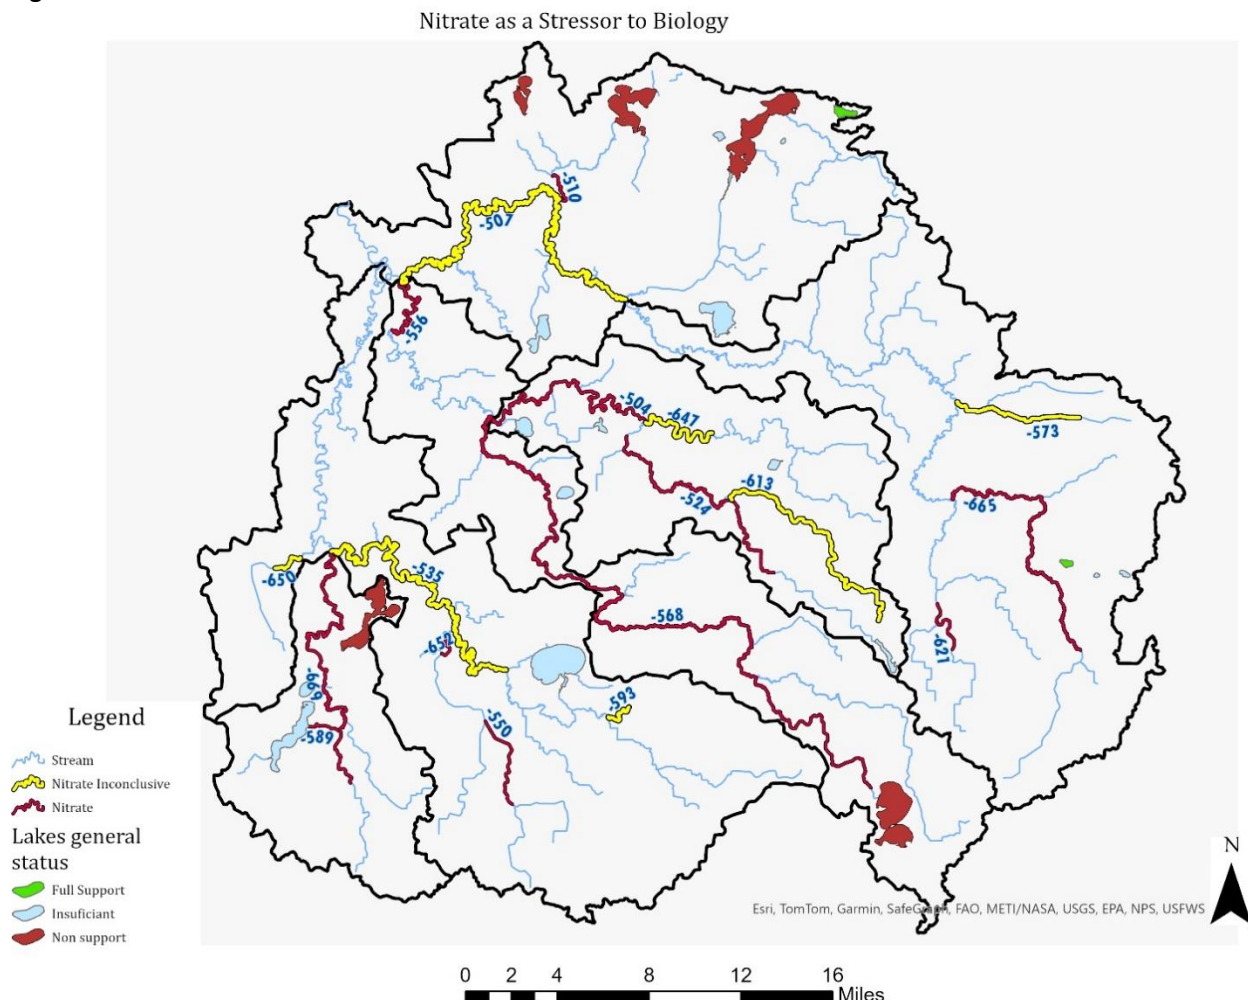 Nitrate as a Stressor to Biology
-510
-507
-556
-504
-647
-573
-613
-524
-665
-650
-535
-568
-652
-621
-669
-593
-550
-589
Legend
Stream
Nitrate Inconclusive
Nitrate
Lakes general
status
Full Support
Insuficiant
Non support
N
Esri, TomTom, Garmin, SafeGraph, FAO, METI/NASA, USGS, EPA, NPS, USFWS
0 2 4 8 12 16
Miles